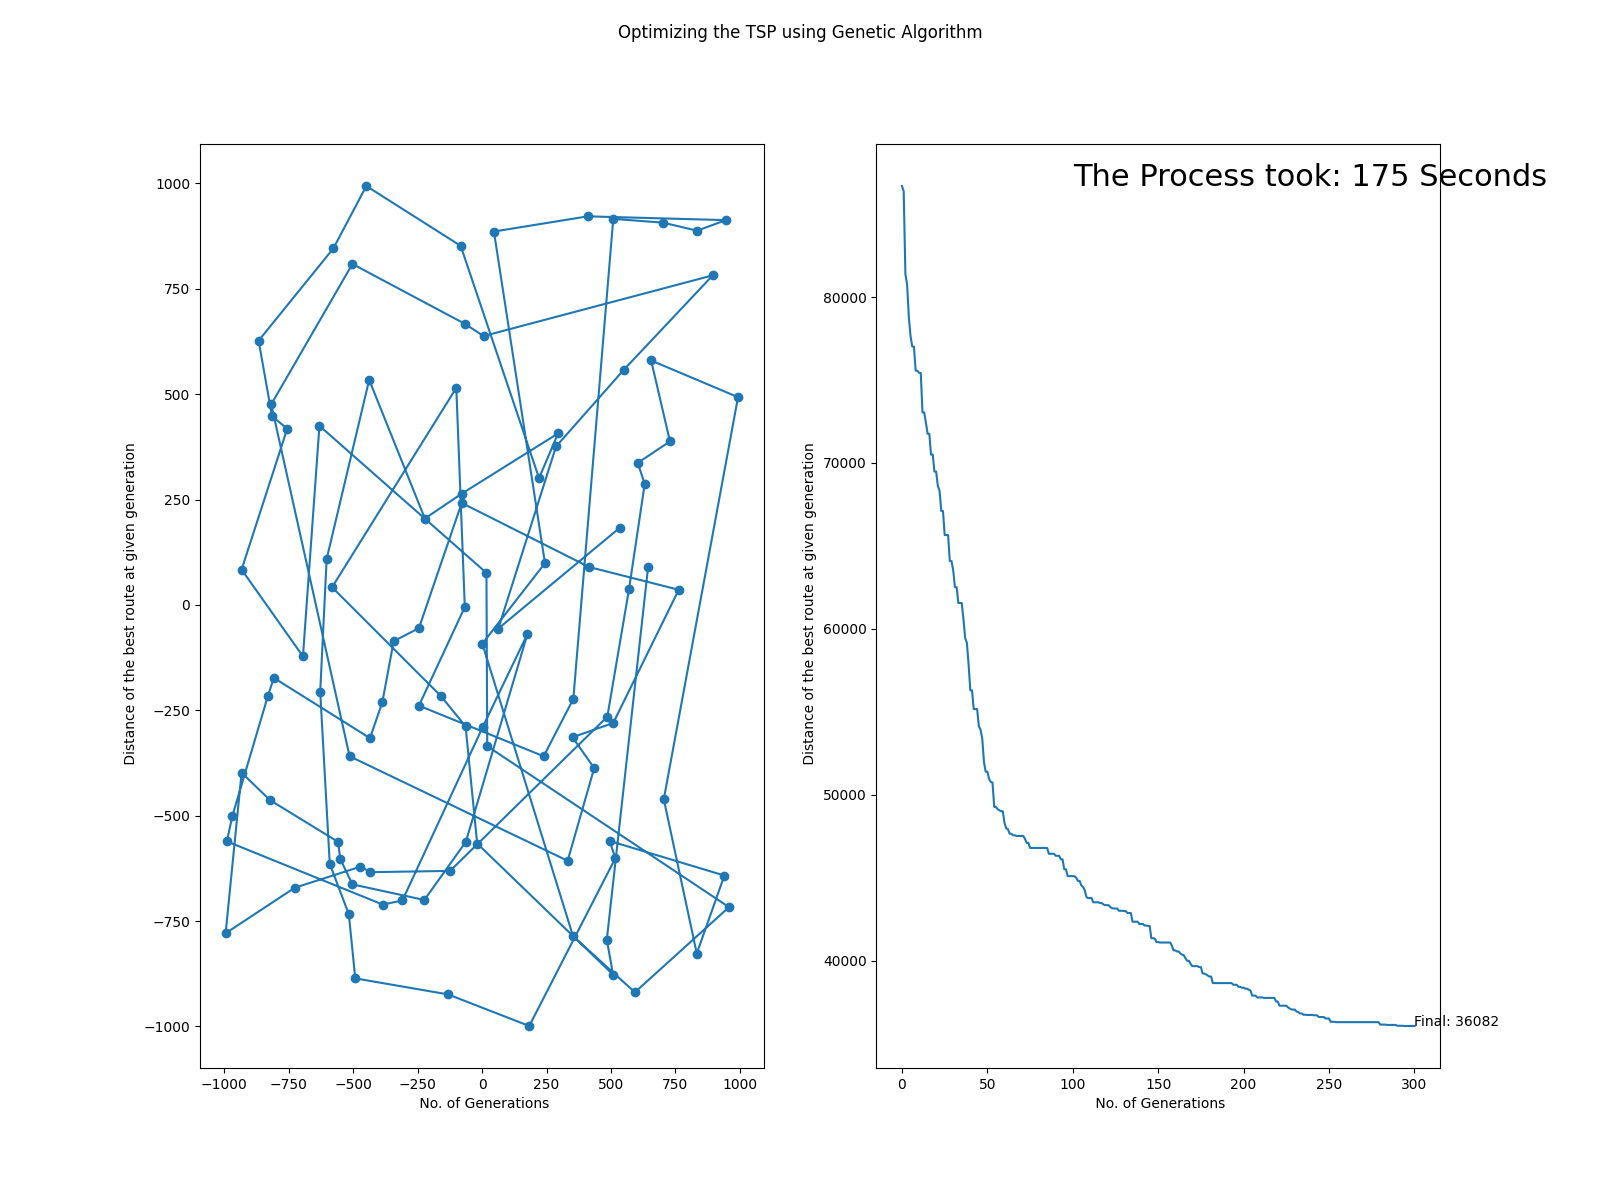 Optimizing the TSP using Genetic Algorithm
Distance of the best route at given generation
1000
750
500
250
0
−250
−500
−750
−1000
−1000 −750 −500 −250 0 250 500 750 1000
No. of Generations
The Process took: 175 Seconds
Distance of the best route at given generation
80000
70000
60000
50000
40000
Final: 36082
0 50 100 150 200 250 300
No. of Generations